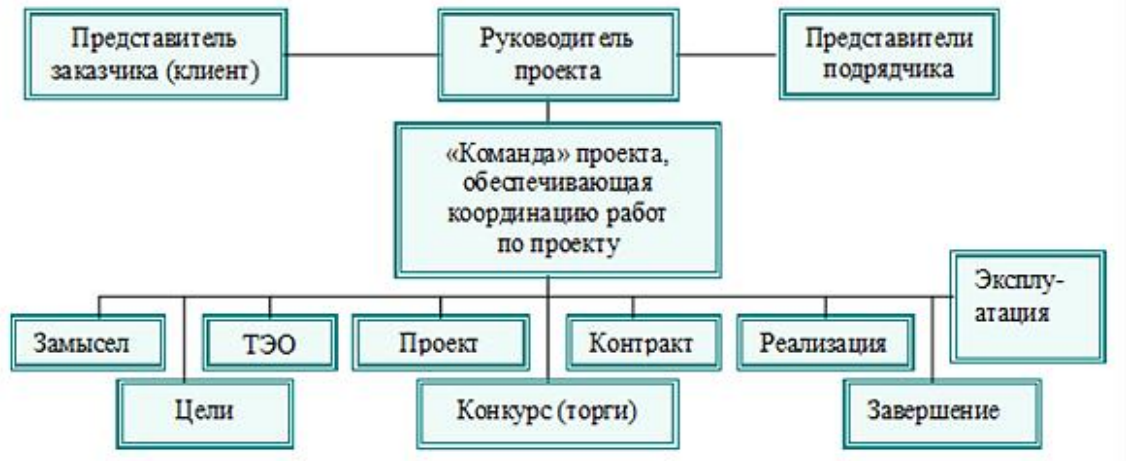 Представитель
заказчика (клиент)
Руководитель
проекта
Представители
подрядчика
«Команда» проекта,
обеспечивающая
координацию работ
по проекту
Эксплу-
атация
Замысел
ТЭО
Проект
Контракт
Реализация
Цели
Конкурс (торги)
Завершение